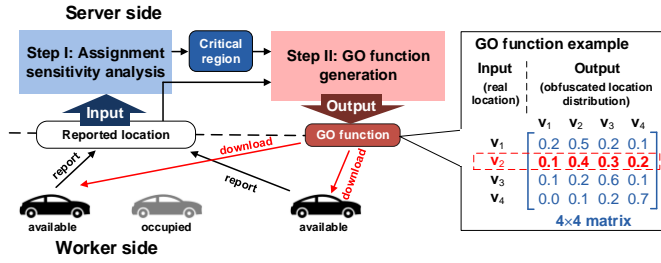 Server side
Step I: Assignment
sensitivity analysis
Critical
region
Step II: GO function
generation
Input
Output
Reported location
GO function
report
download
report
download
available
occupied
available
Worker side
GO function example
Input
(real
location)
Output
(obfuscated location
distribution)
v1 v2 v3 v4
v1 0.2 0.5 0.2 0.1
v2 0.1 0.4 0.3 0.2
v3 0.1 0.2 0.6 0.1
v4 0.0 0.1 0.2 0.7
4×4 matrix